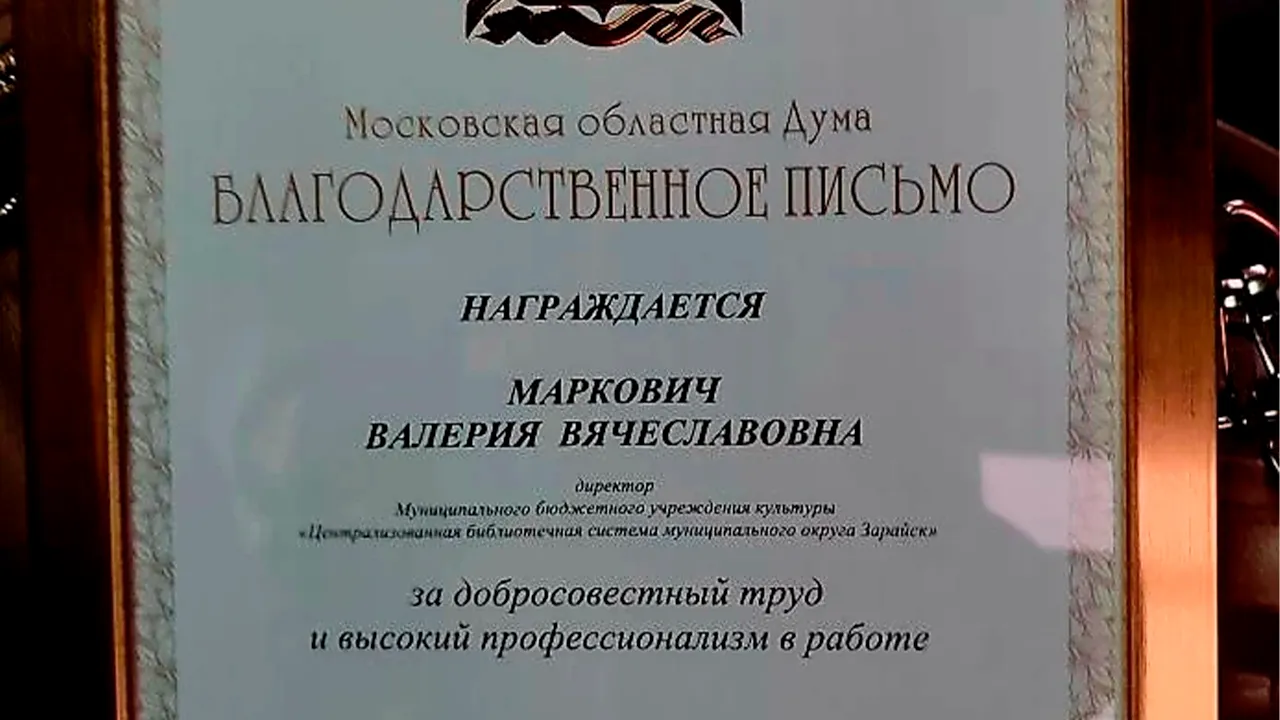 Московская областная Дума
БЛАГОДАРСТВЕННОЕ ПИСЬМО
НАГРАЖДАЕТСЯ
МАРКОВИЧ
ВАЛЕРИЯ ВЯЧЕСЛАВОВНА
директор
Муниципального бюджетного учреждения культуры
«Централизованная библиотечная система муниципального округа Зарайск»
за добросовестный труд
и высокий профессионализм в работе